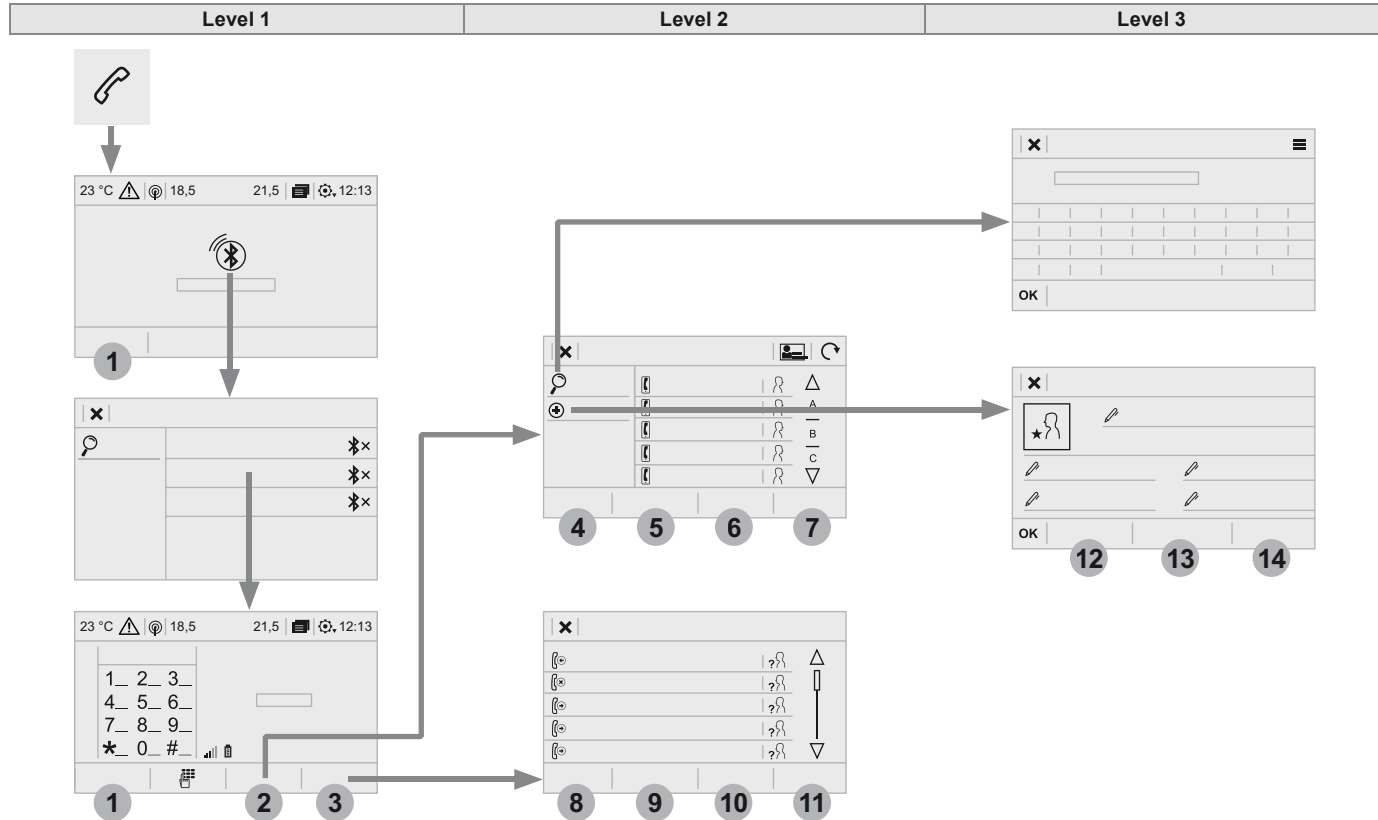 Level 1 Level 2 Level 3
23 °C 18,5 21,5 12:13
1
OK
A
B
C
4 5 6 7
OK
12 13 14
23 °C 18,5 21,5 12:13
1_ 2_ 3_
4_ 5_ 6_
7_ 8_ 9_
*_ 0_ #_
1 2 3
?
?
?
?
?
8 9 10 11